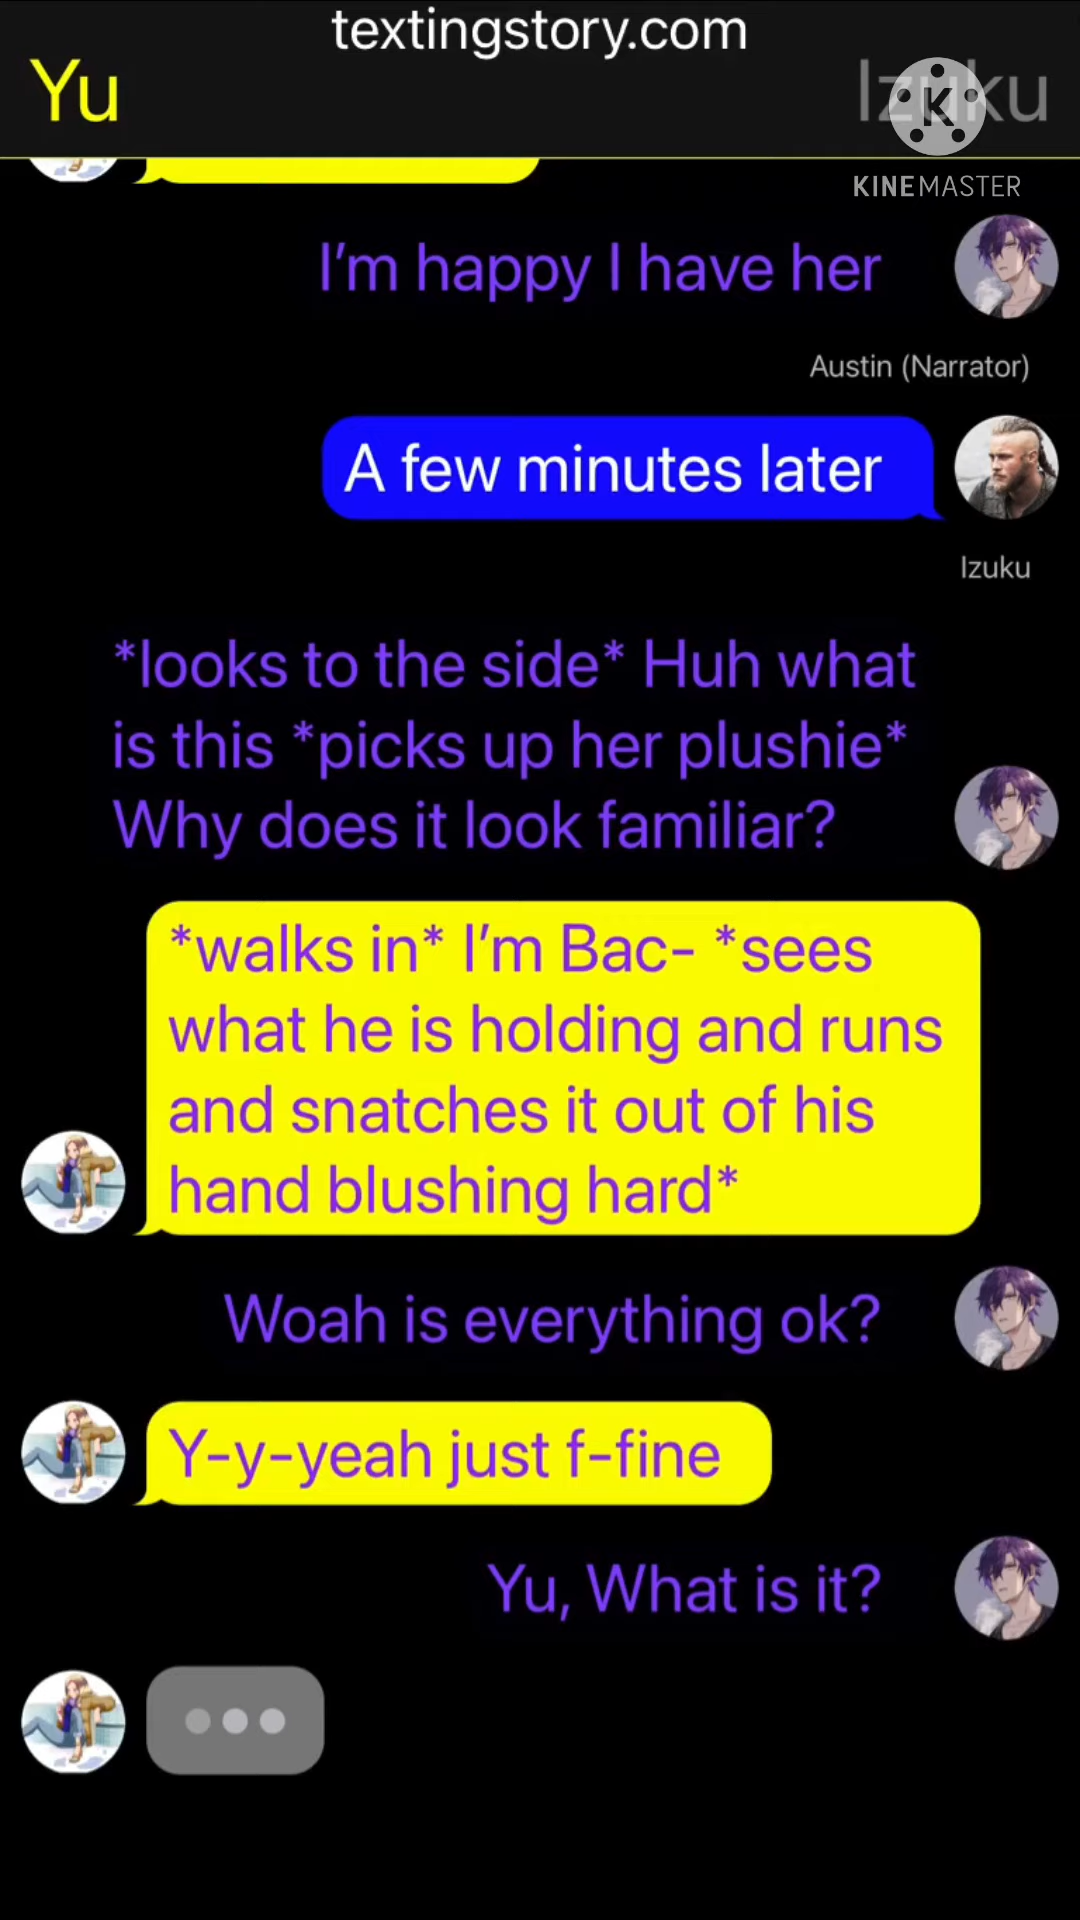 textingstory.com
Yu
Izuku
K
KINEMASTER
I'm happy I have her
Austin (Narrator)
A few minutes later
Izuku
*looks to the side* Huh what
is this *picks up her plushie*
Why does it look familiar?
*walks in* I'm Bac- *sees
what he is holding and runs
and snatches it out of his
hand blushing hard*
Woah is everything ok?
Y-y-yeah just f-fine
Yu, What is it?